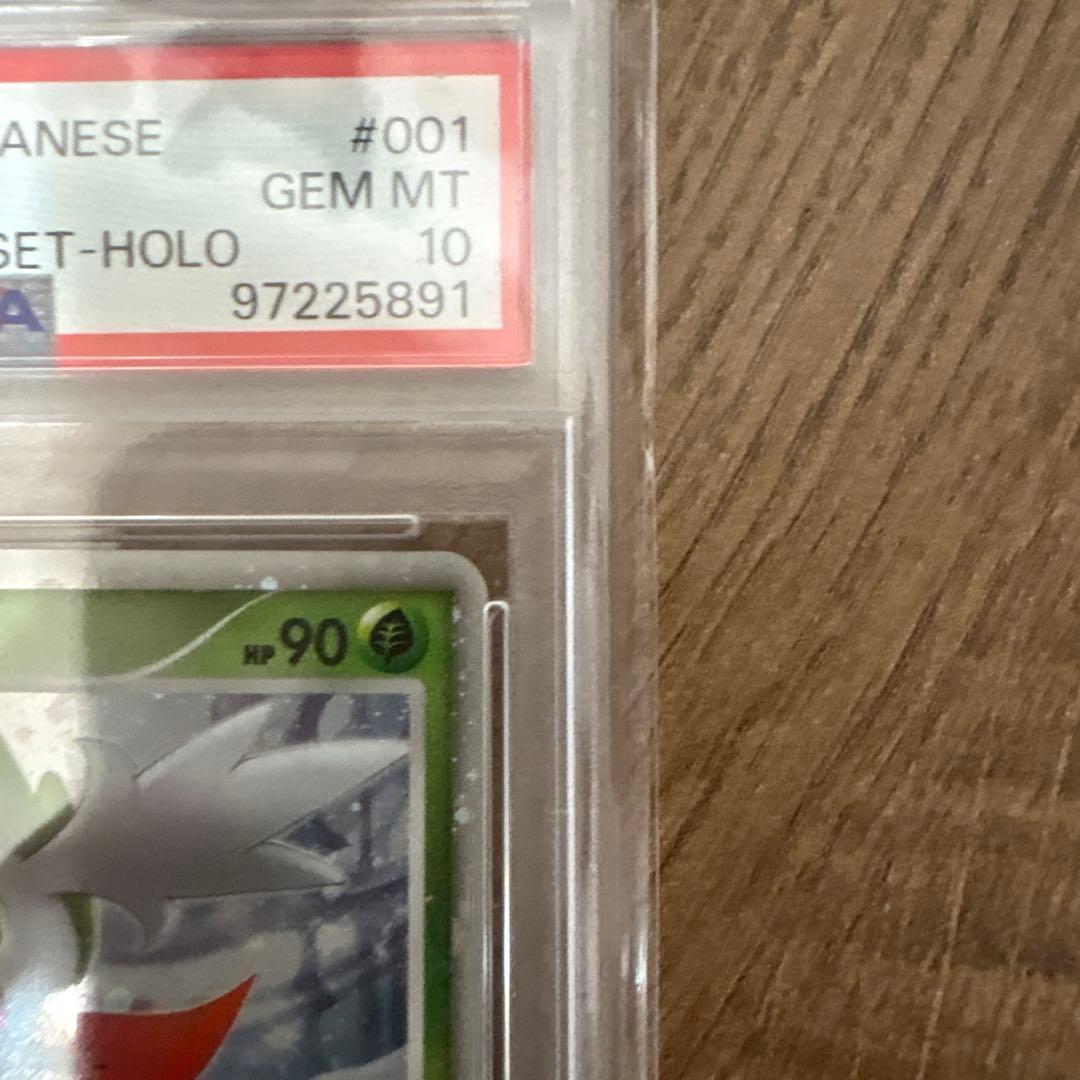 ANESE #001
GEM MT
SET-HOLO 10
A 97225891
HP 90